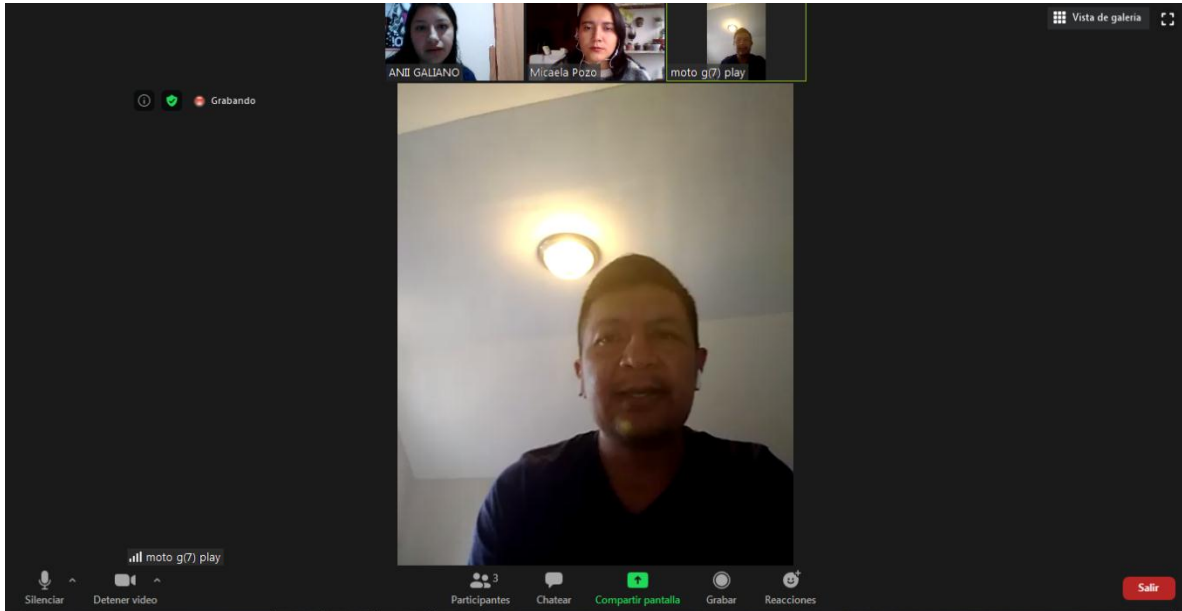 Vista de galería
ANII GALIANO
Micaela Pozo
moto g(7) play
Grabando
moto g(7) play
Silenciar
Detener video
3
Participantes
Chatear
Compartir pantalla
Grabar
Reacciones
Salir